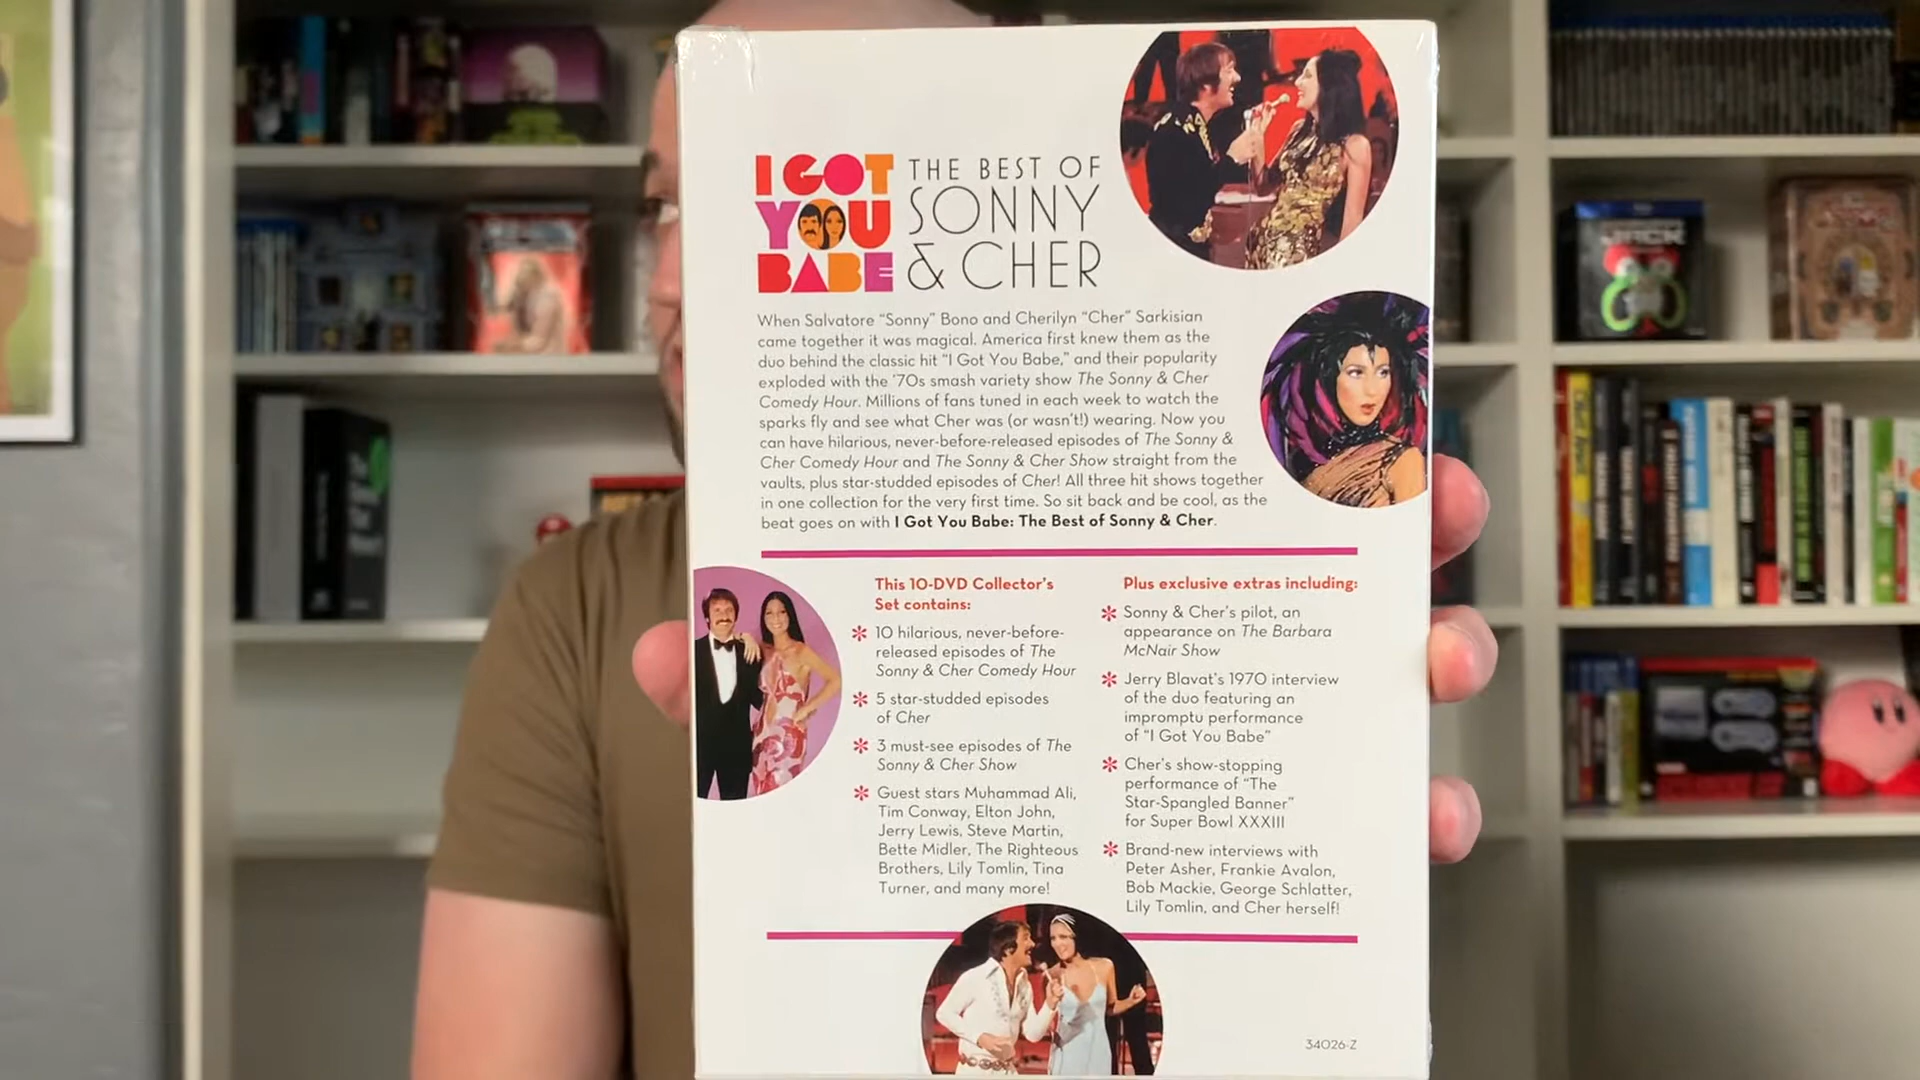 I GOT
YOU
BABE
THE BEST OF
SONNY
& CHER
When Salvatore “Sonny” Bono and Cherilyn “Cher” Sarkisian
came together it was magical. America first knew them as the
duo behind the classic hit “I Got You Babe,” and their popularity
exploded with the ’70s smash variety show The Sonny & Cher
Comedy Hour. Millions of fans tuned in each week to watch the
sparks fly and see what Cher was (or wasn’t!) wearing. Now you
can have hilarious, never-before-released episodes of The Sonny &
Cher Comedy Hour and The Sonny & Cher Show straight from the
vaults, plus star-studded episodes of Cher! All three hit shows together
in one collection for the very first time. So sit back and be cool, as the
beat goes on with I Got You Babe: The Best of Sonny & Cher.
This 10-DVD Collector’s
Set contains:
* 10 hilarious, never-before-
released episodes of The
Sonny & Cher Comedy Hour
* 5 star-studded episodes
of Cher
* 3 must-see episodes of The
Sonny & Cher Show
* Guest stars Muhammad Ali,
Tim Conway, Elton John,
Jerry Lewis, Steve Martin,
Bette Midler, The Righteous
Brothers, Lily Tomlin, Tina
Turner, and many more!
Plus exclusive extras including:
* Sonny & Cher’s pilot, an
appearance on The Barbara
McNair Show
* Jerry Blavat’s 1970 interview
of the duo featuring an
impromptu performance
of “I Got You Babe”
* Cher’s show-stopping
performance of “The
Star-Spangled Banner”
for Super Bowl XXXIII
* Brand-new interviews with
Peter Asher, Frankie Avalon,
Bob Mackie, George Schlatter,
Lily Tomlin, and Cher herself!
34026-Z
JACK